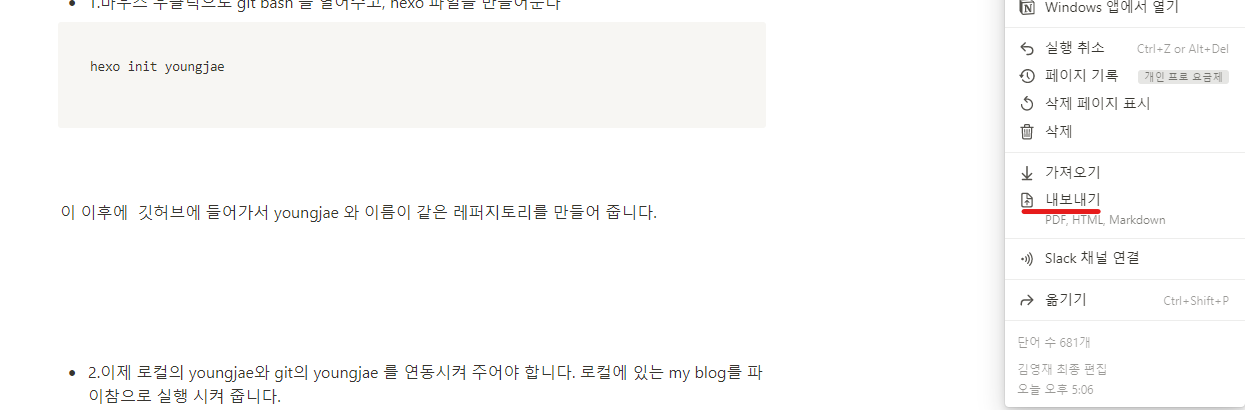 1.마우스 우클릭으로 git bash 를 열어주고, hexo 파일을 만들어준다
hexo init youngjae
이 이후에 깃허브에 들어가서 youngjae 와 이름이 같은 레퍼지토리를 만들어 줍니다.
2.이제 로컬의 youngjae와 git의 youngjae 를 연동시켜 주어야 합니다. 로컬에 있는 my blog를 파
이참으로 실행 시켜 줍니다.
Windows 앱에서 열기
실행 취소 Ctrl+Z or Alt+Del
페이지 기록 개인 프로 요금제
삭제 페이지 표시
삭제
가져오기
내보내기
PDF, HTML, Markdown
Slack 채널 연결
옮기기 Ctrl+Shift+P
단어 수 681개
김영재 최종 편집
오늘 오후 5:06